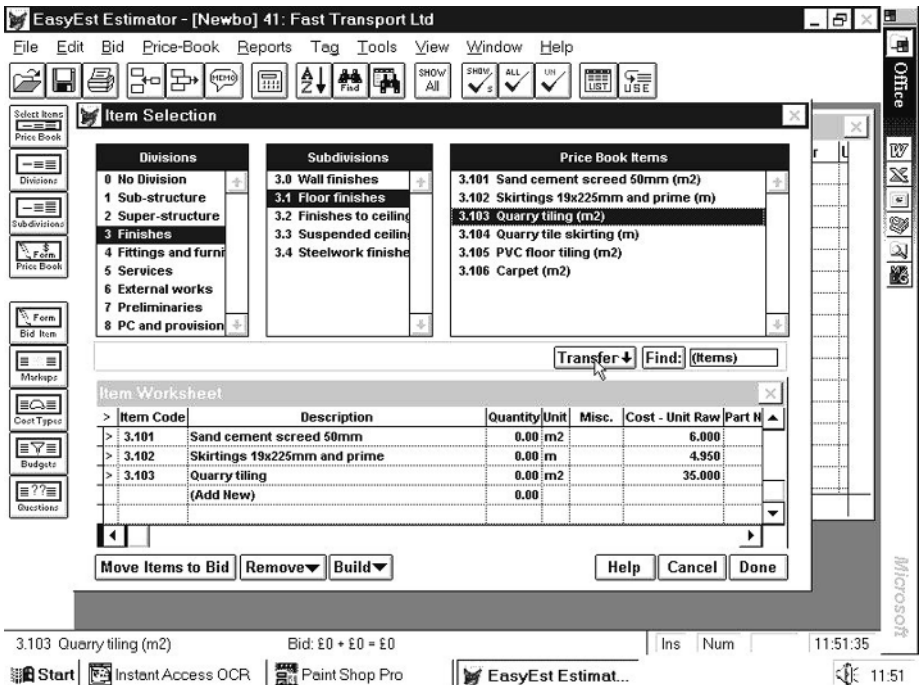 EasyEst Estimator - [Newbo] 41: Fast Transport Ltd
File Edit Bid Price-Book Reports Tag Tools View Window Help
MEMO A Z Find SHOW All SHOW s ALL UN LIST USE
Office
Select Items
Price Book
Divisions
Subdivisions
Form
Price Book
Form
Bid Item
Markups
Cost Types
Budgets
??
Questions
Item Selection
Divisions
0 No Division
1 Sub-structure
2 Super-structure
3 Finishes
4 Fittings and furni
5 Services
6 External works
7 Preliminaries
8 PC and provision
Subdivisions
3.0 Wall finishes
3.1 Floor finishes
3.2 Finishes to ceiling
3.3 Suspended ceiling
3.4 Steelwork finishe
Price Book Items
3.101 Sand cement screed 50mm (m2)
3.102 Skirtings 19x225mm and prime (m)
3.103 Quarry tiling (m2)
3.104 Quarry tile skirting (m)
3.105 PVC floor tiling (m2)
3.106 Carpet (m2)
Transfer Find: (Items)
Item Worksheet
> Item Code Description Quantity Unit Misc. Cost - Unit Raw Part N
> 3.101 Sand cement screed 50mm 0.00 m2 6.000
> 3.102 Skirtings 19x225mm and prime 0.00 m 4.950
> 3.103 Quarry tiling 0.00 m2 35.000
(Add New) 0.00
Move Items to Bid Remove Build Help Cancel Done
Microsoft
3.103 Quarry tiling (m2) Bid: £0 + £0 = £0 Ins Num 11:51:35
Start Instant Access OCR Paint Shop Pro EasyEst Estimat... 11:51